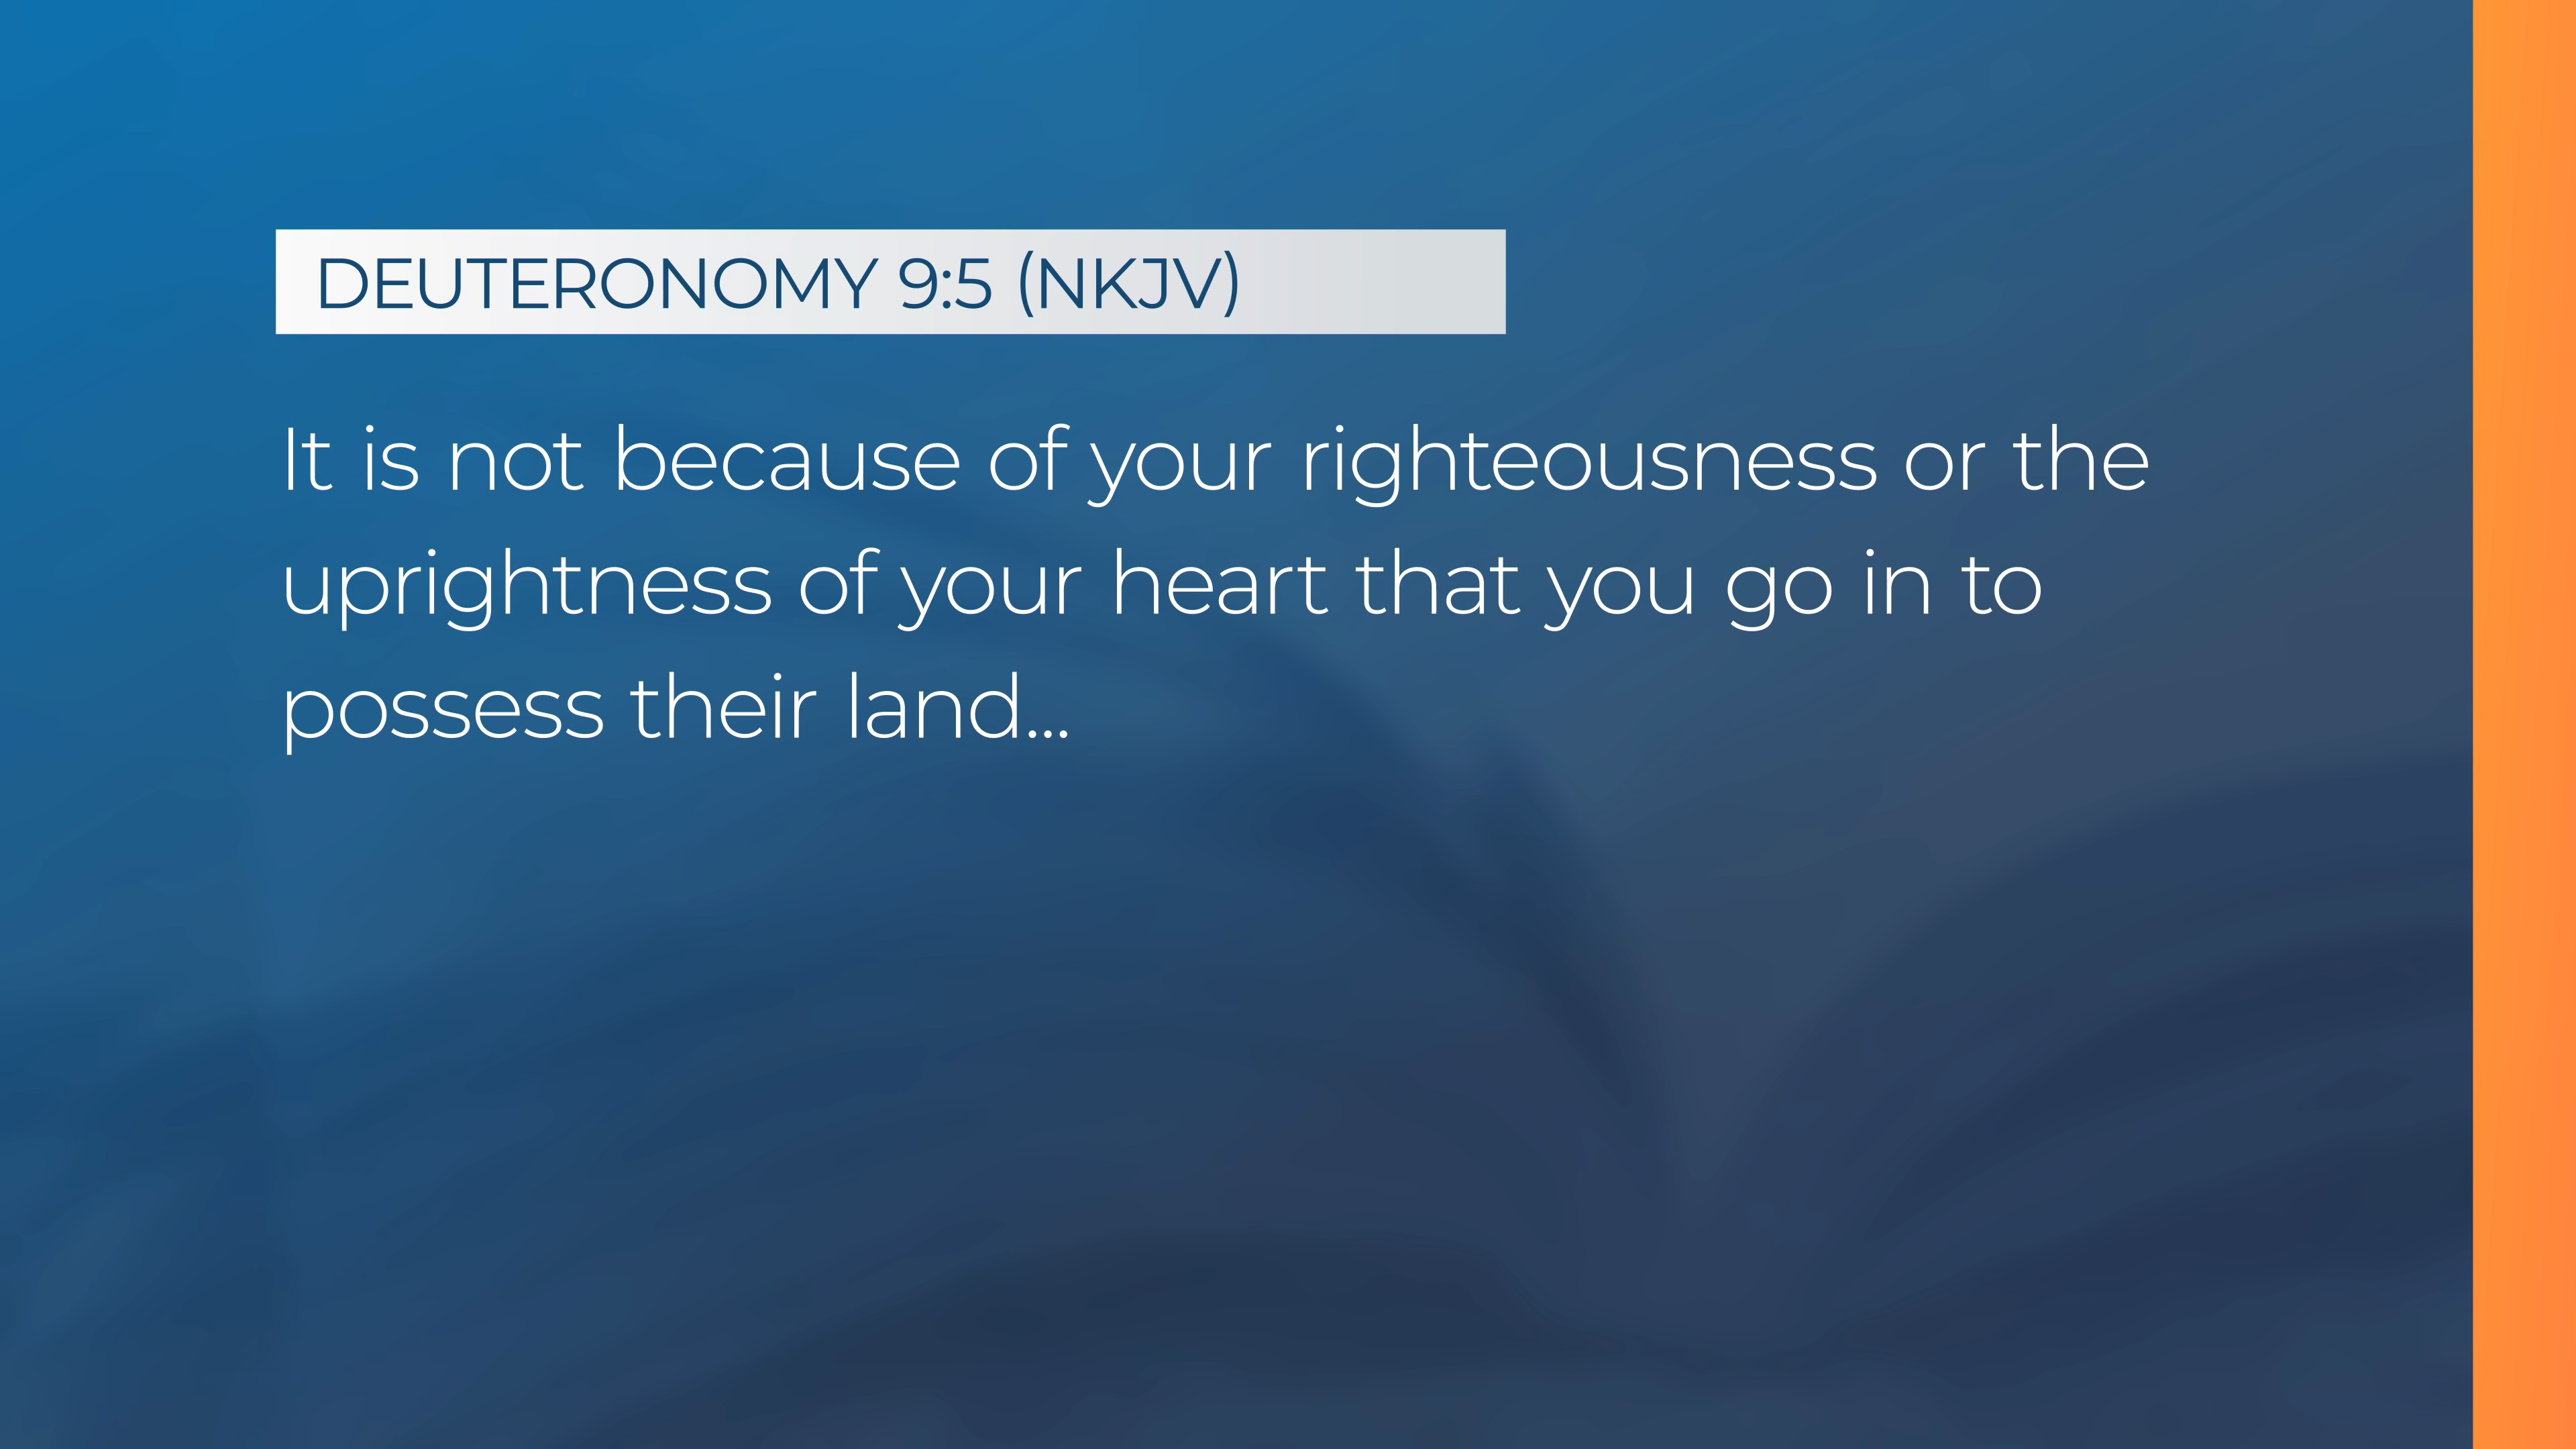 DEUTERONOMY 9:5 (NKJV)
It is not because of your righteousness or the
uprightness of your heart that you go in to
possess their land...